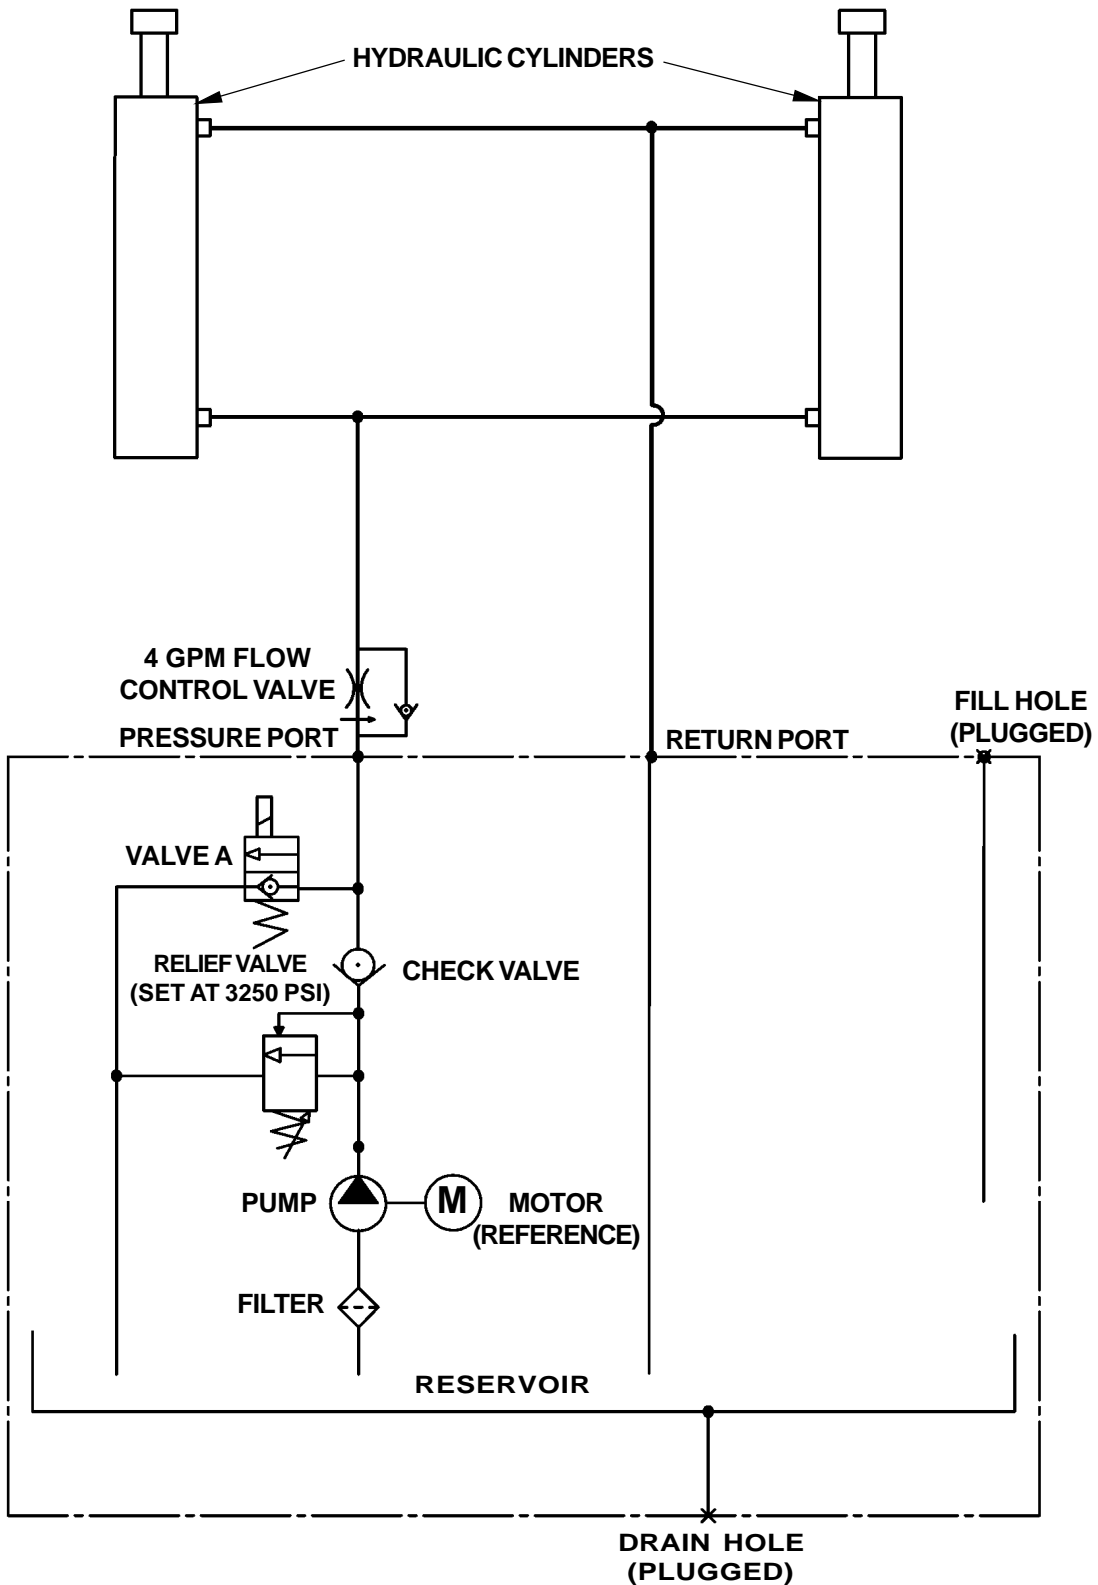 HYDRAULIC CYLINDERS
4 GPM FLOW
CONTROL VALVE
PRESSURE PORT
RETURN PORT
FILL HOLE
(PLUGGED)
VALVE A
RELIEF VALVE
(SET AT 3250 PSI)
CHECK VALVE
PUMP
M
MOTOR
(REFERENCE)
FILTER
RESERVOIR
DRAIN HOLE
(PLUGGED)